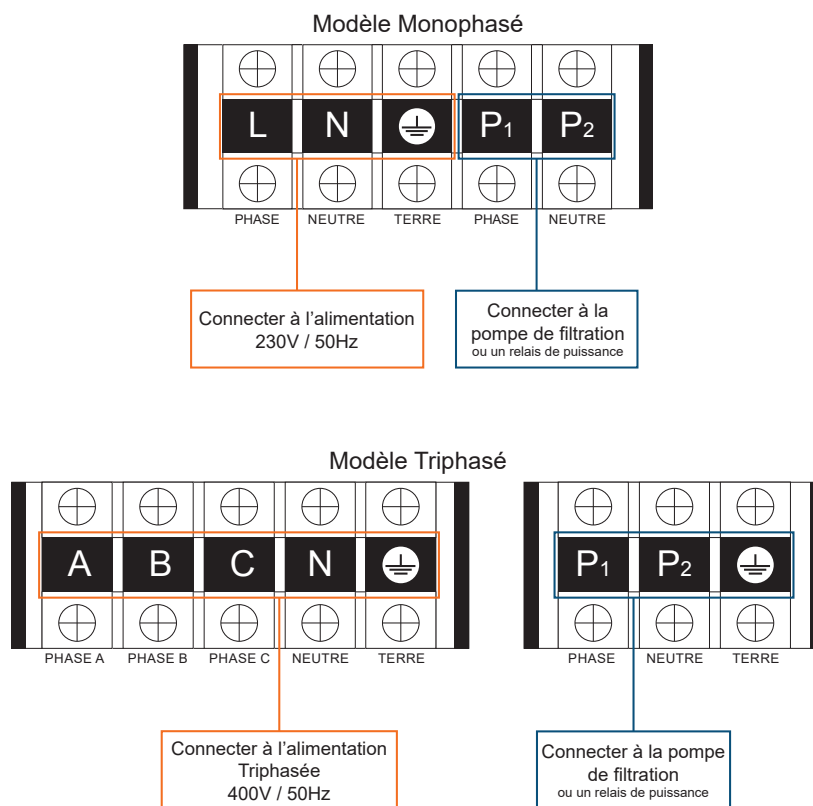 Modèle Monophasé
L N P1 P2
PHASE NEUTRE TERRE PHASE NEUTRE
Connecter à l'alimentation
230V / 50Hz
Connecter à la
pompe de filtration
ou un relais de puissance
Modèle Triphasé
A B C N
PHASE A PHASE B PHASE C NEUTRE TERRE
P1 P2
PHASE NEUTRE TERRE
Connecter à l'alimentation
Triphasée
400V / 50Hz
Connecter à la pompe
de filtration
ou un relais de puissance